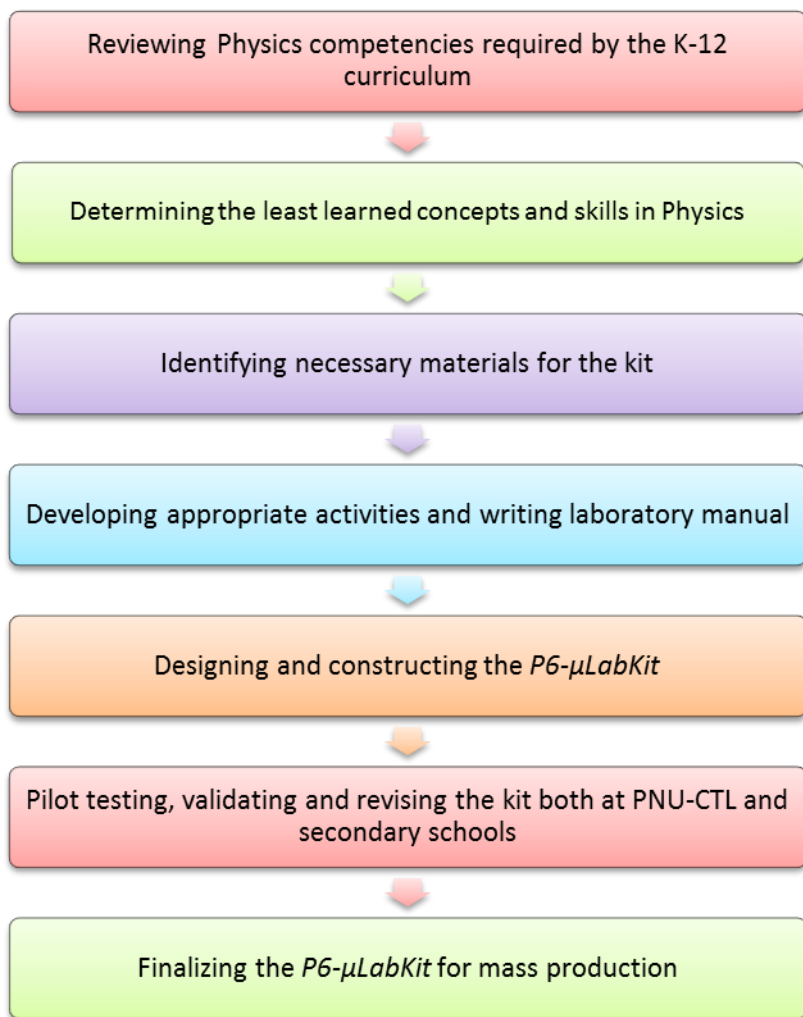 Reviewing Physics competencies required by the K-12
curriculum
Determining the least learned concepts and skills in Physics
Identifying necessary materials for the kit
Developing appropriate activities and writing laboratory manual
Designing and constructing the P6-µLabKit
Pilot testing, validating and revising the kit both at PNU-CTL and
secondary schools
Finalizing the P6-µLabKit for mass production